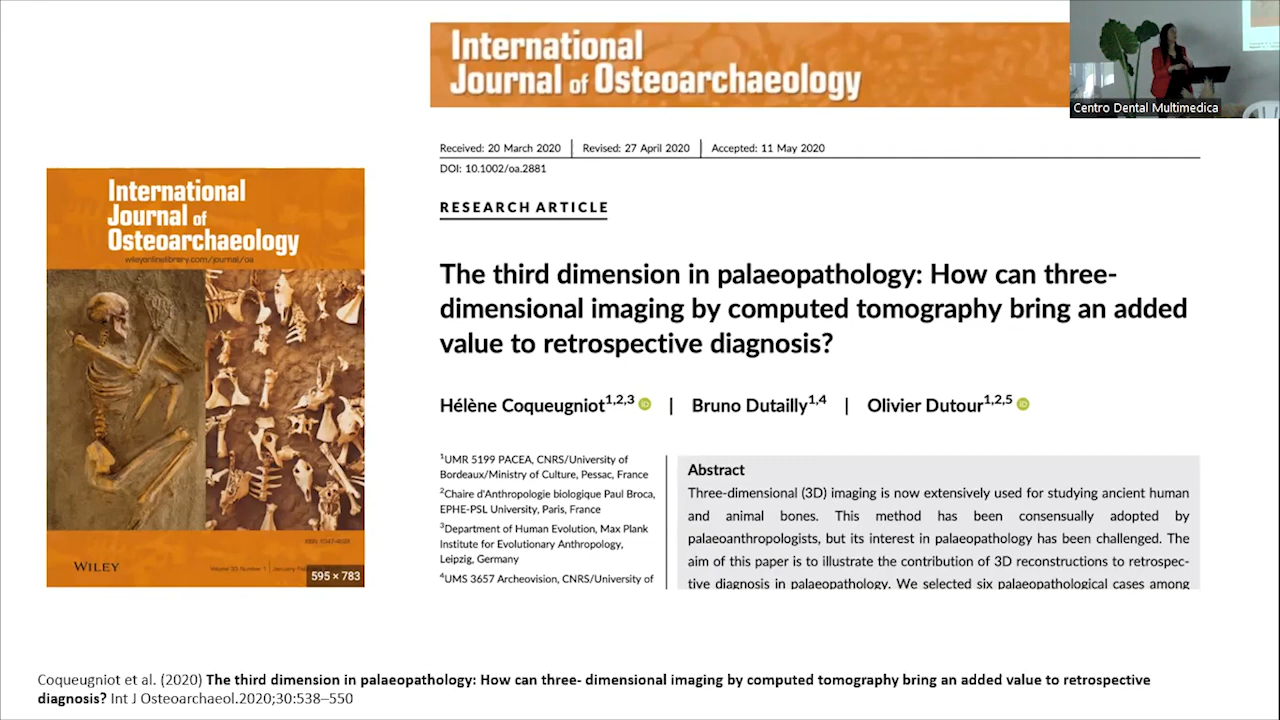 International
Journal of Osteoarchaeology
Centro Dental Multimedica
Received: 20 March 2020 | Revised: 27 April 2020 | Accepted: 11 May 2020
DOI: 10.1002/oa.2881
RESEARCH ARTICLE
The third dimension in palaeopathology: How can three-
dimensional imaging by computed tomography bring an added
value to retrospective diagnosis?
Hélène Coqueugniot1,2,3 | Bruno Dutailly1,4 | Olivier Dutour1,2,5
1UMR 5199 PACEA, CNRS/University of
Bordeaux/Ministry of Culture, Pessac, France
2Chaire d'Anthropologie biologique Paul Broca,
EPHE-PSL University, Paris, France
3Department of Human Evolution, Max Plank
Institute for Evolutionary Anthropology,
Leipzig, Germany
4UMS 3657 Archeovision, CNRS/University of
Abstract
Three-dimensional (3D) imaging is now extensively used for studying ancient human
and animal bones. This method has been consensually adopted by
palaeoanthropologists, but its interest in palaeopathology has been challenged. The
aim of this paper is to illustrate the contribution of 3D reconstructions to retrospec-
tive diagnosis in palaeopathology. We selected six palaeopathological cases among
International
Journal of
Osteoarchaeology
wileyonlinelibrary.com/journal/oa
WILEY
Volume 30, Number 1
595 × 783
Coqueugniot et al. (2020) The third dimension in palaeopathology: How can three- dimensional imaging by computed tomography bring an added value to retrospective
diagnosis? Int J Osteoarchaeol.2020;30:538–550